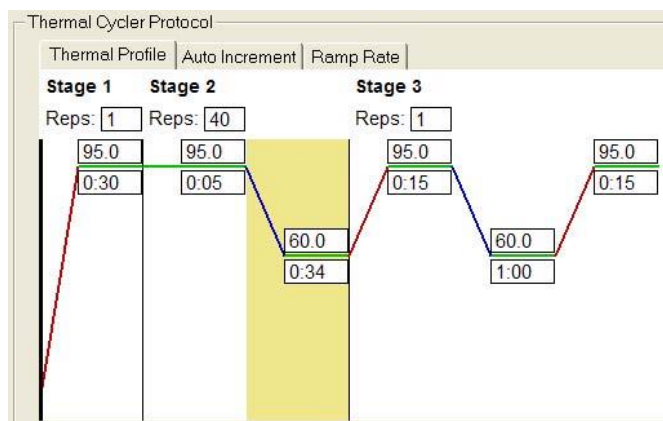 Thermal Cycler Protocol
Thermal Profile Auto Increment Ramp Rate
Stage 1 Stage 2 Stage 3
Reps: 1 Reps: 40 Reps: 1
95.0 95.0 95.0 95.0
0:30 0:05 0:15 0:15
60.0 60.0
0:34 1:00